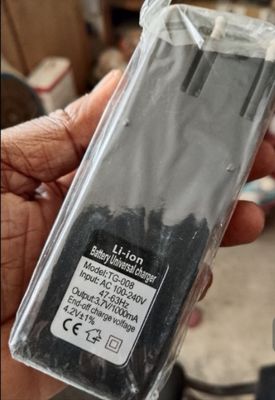 Li-ion
Battery Universal charger
Model:TG-008
Input: AC 100-240V
47-63Hz
Output:3.7V/1000mA
End-off charge voltage
4.2V±1%
CE